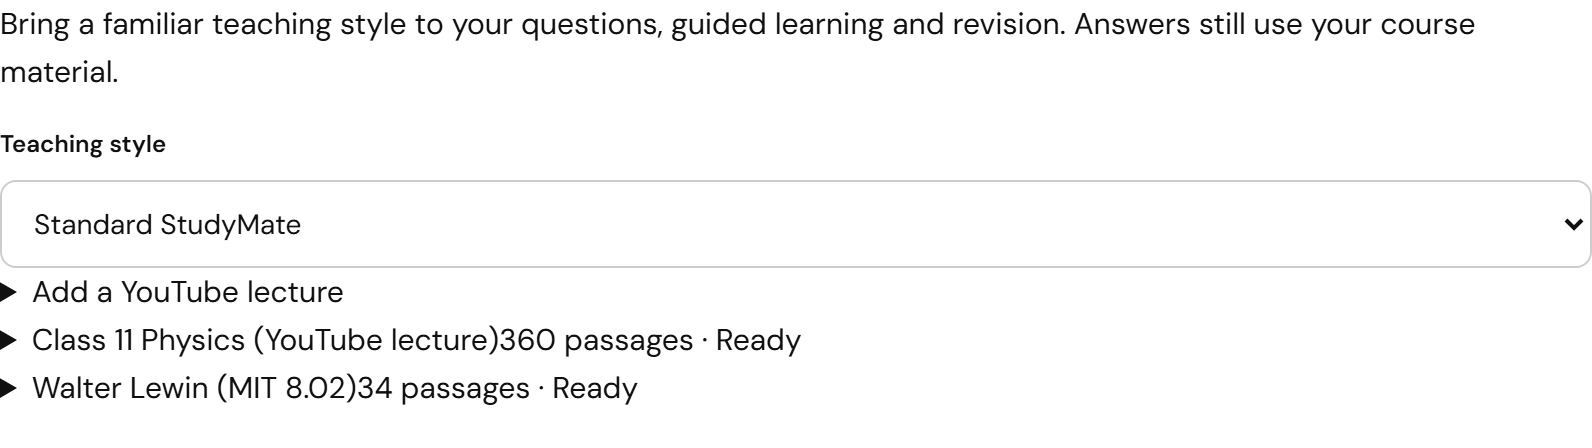 Bring a familiar teaching style to your questions, guided learning and revision. Answers still use your course
material.
Teaching style
Standard StudyMate
Add a YouTube lecture
Class 11 Physics (YouTube lecture)360 passages · Ready
Walter Lewin (MIT 8.02)34 passages · Ready